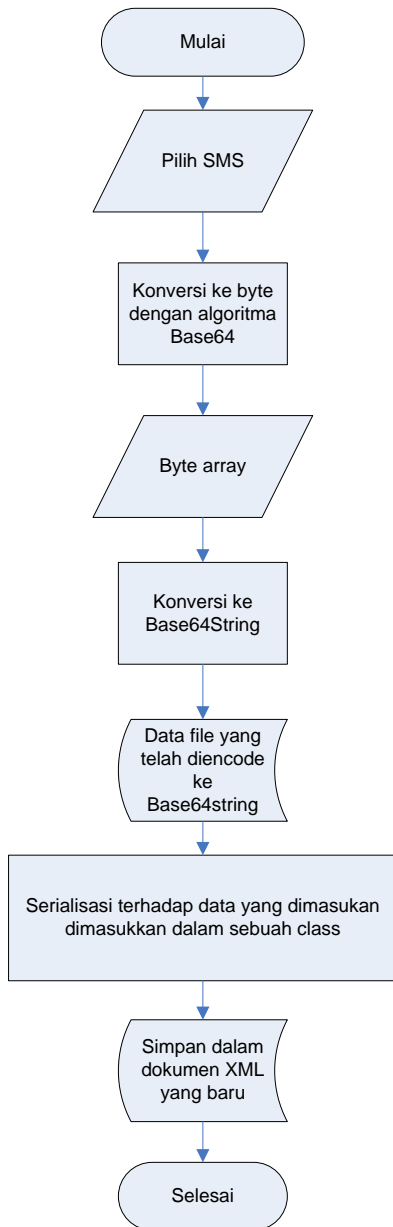 Mulai
Pilih SMS
Konversi ke byte
dengan algoritma
Base64
Byte array
Konversi ke
Base64String
Data file yang
telah diencode
ke
Base64string
Serialisasi terhadap data yang dimasukan
dimasukkan dalam sebuah class
Simpan dalam
dokumen XML
yang baru
Selesai